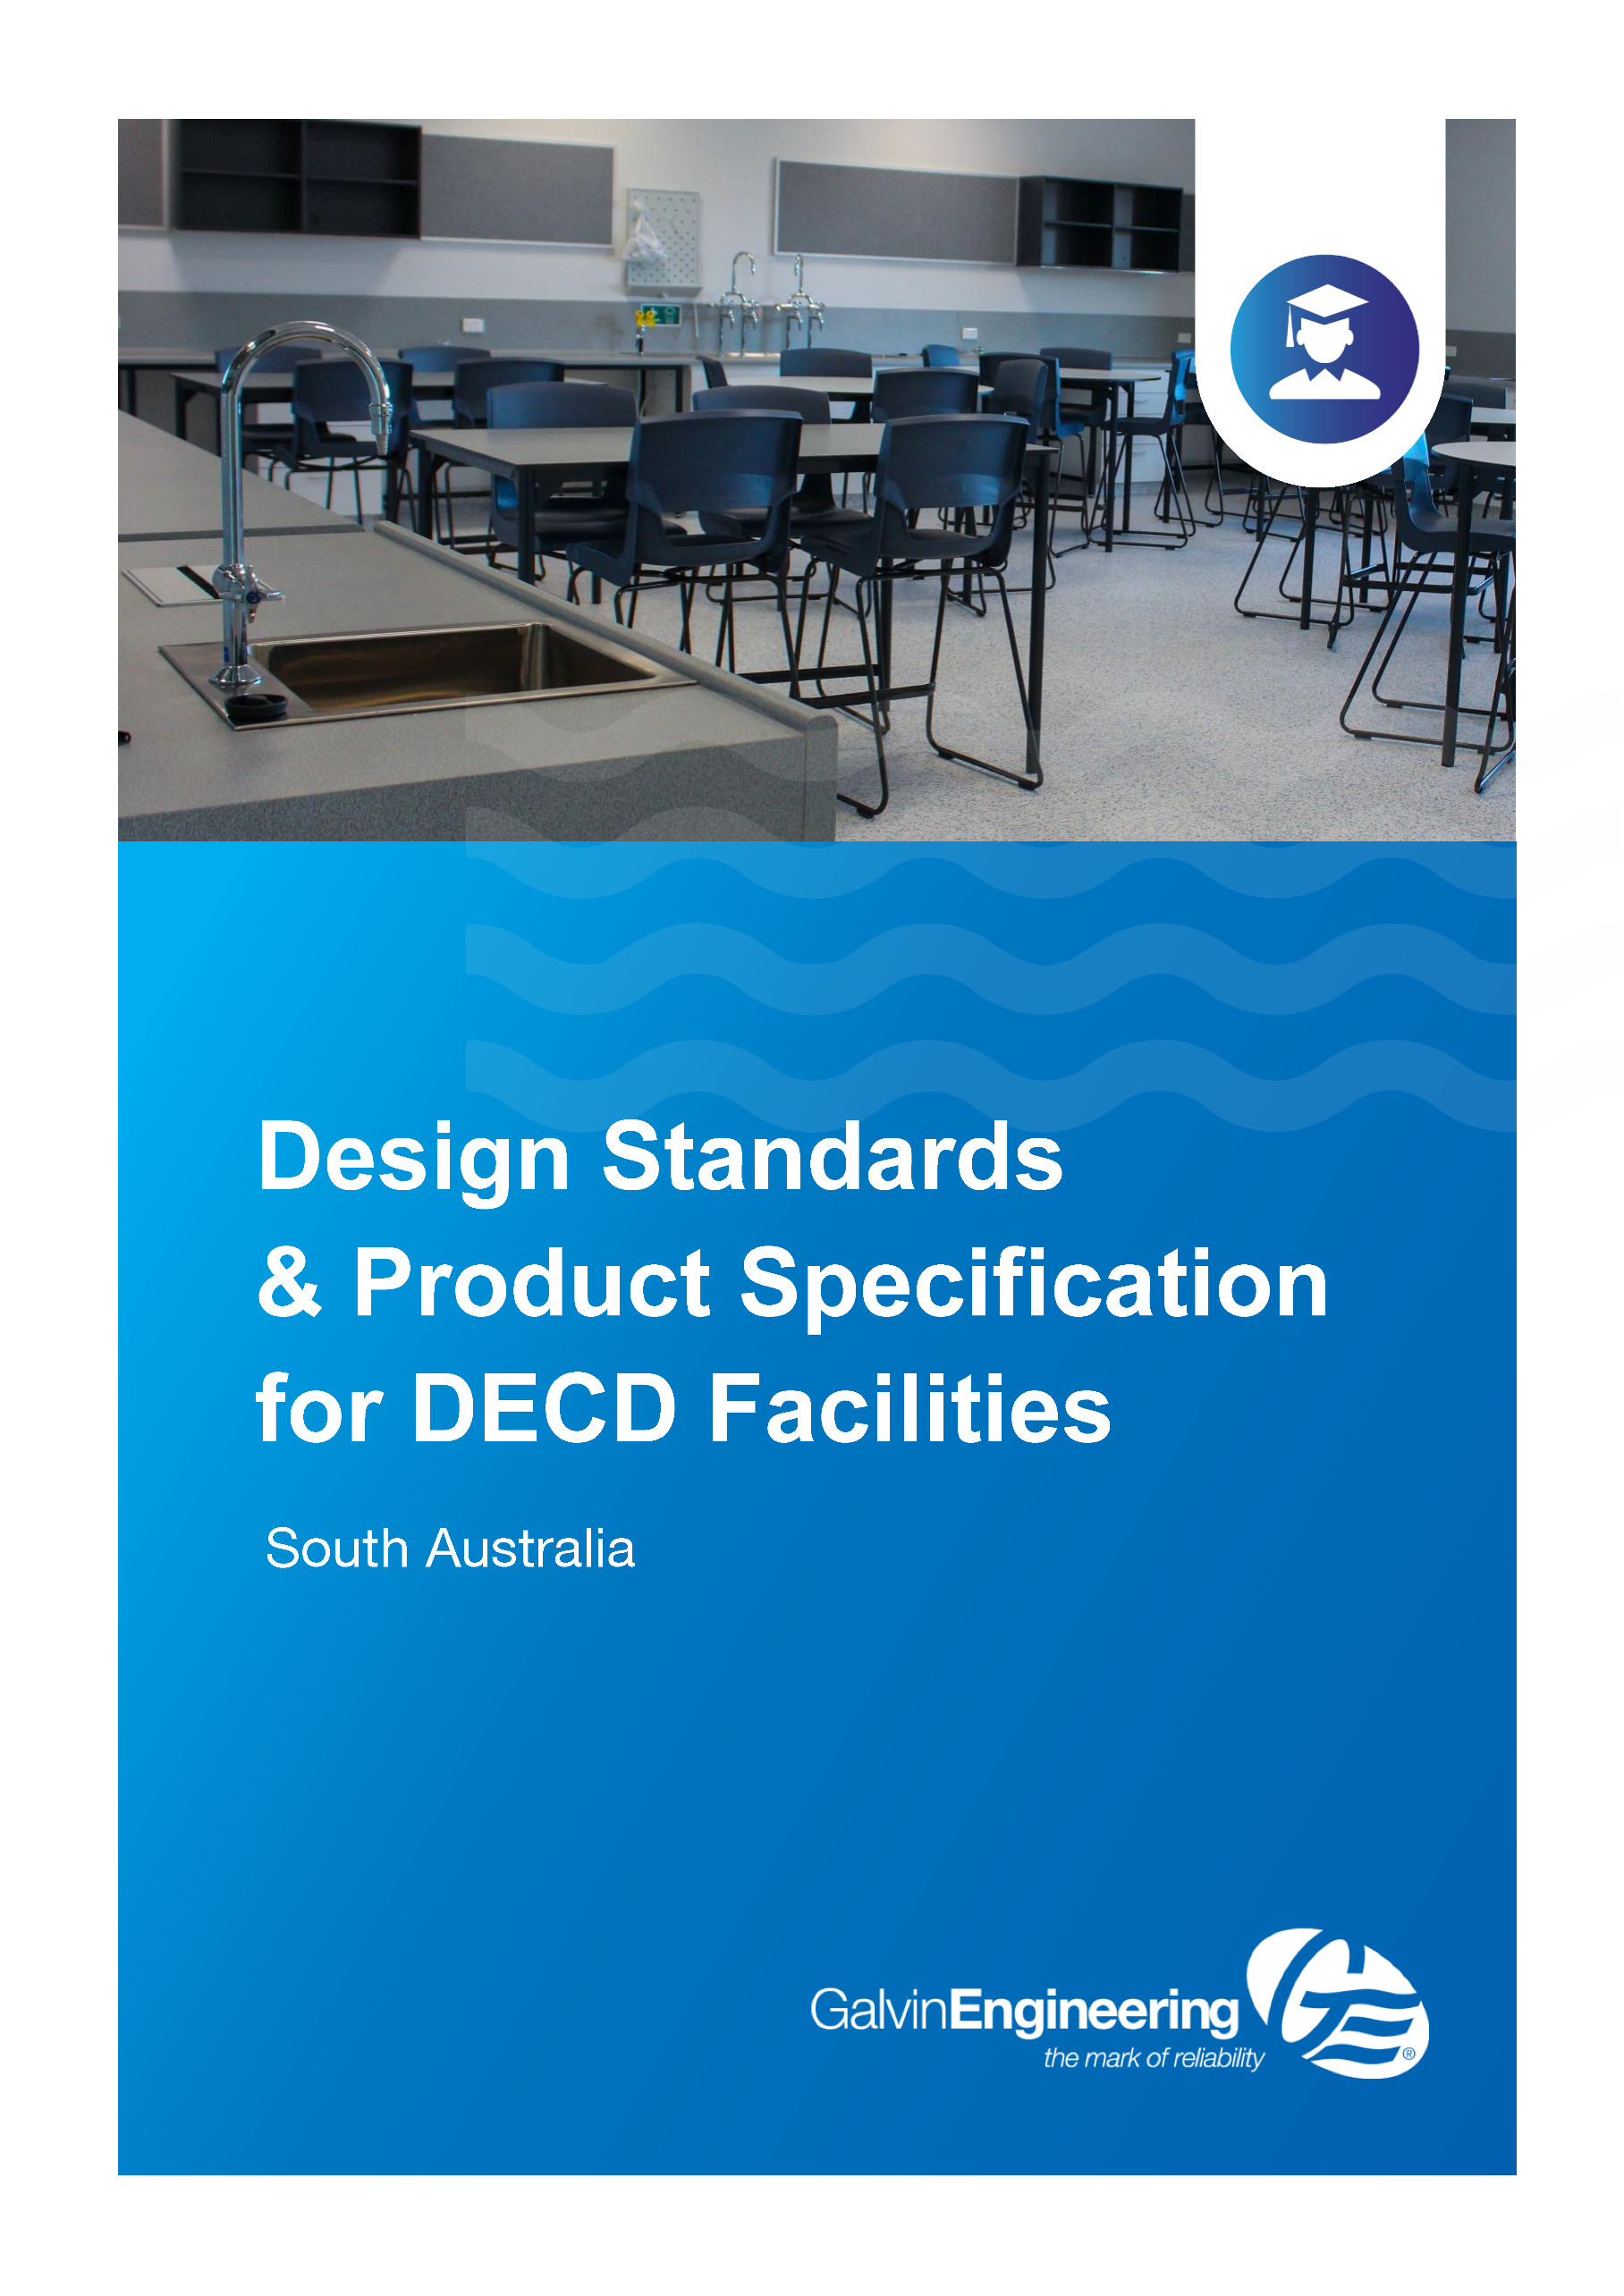 Design Standards
& Product Specification
for DECD Facilities
South Australia
GalvinEngineering
the mark of reliability
®